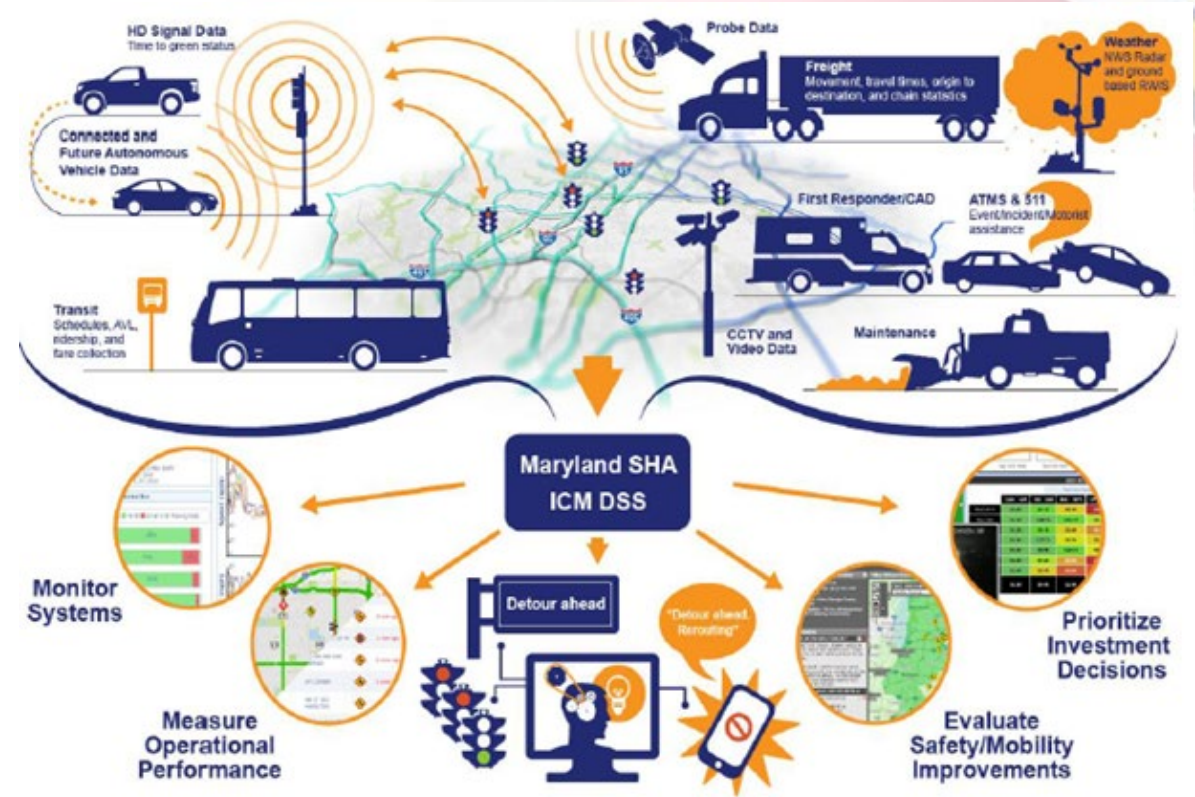 HD Signal Data
Time to green status
Connected and
Future Autonomous
Vehicle Data
Transit
Schedules, AVL,
ridership, and
fare collection
Probe Data
Freight
Movement, travel times, origin to
destination, and chain statistics
Weather
NWS Radar
and ground
based RWIS
First Responder/CAD
ATMS & 511
Event/Incident/Motorist
assistance
CCTV and
Video Data
Maintenance
Maryland SHA
ICM DSS
Monitor
Systems
Measure
Operational
Performance
Detour ahead
"Detour ahead.
Rerouting"
Evaluate
Safety/Mobility
Improvements
Prioritize
Investment
Decisions